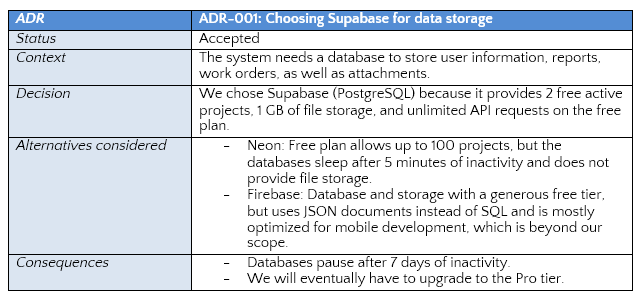 ADR ADR-001: Choosing Supabase for data storage
Status Accepted
Context The system needs a database to store user information, reports,
work orders, as well as attachments.
Decision We chose Supabase (PostgreSQL) because it provides 2 free active
projects, 1 GB of file storage, and unlimited API requests on the free
plan.
Alternatives considered - Neon: Free plan allows up to 100 projects, but the
databases sleep after 5 minutes of inactivity and does not
provide file storage.
- Firebase: Database and storage with a generous free tier,
but uses JSON documents instead of SQL and is mostly
optimized for mobile development, which is beyond our
scope.
Consequences - Databases pause after 7 days of inactivity.
- We will eventually have to upgrade to the Pro tier.